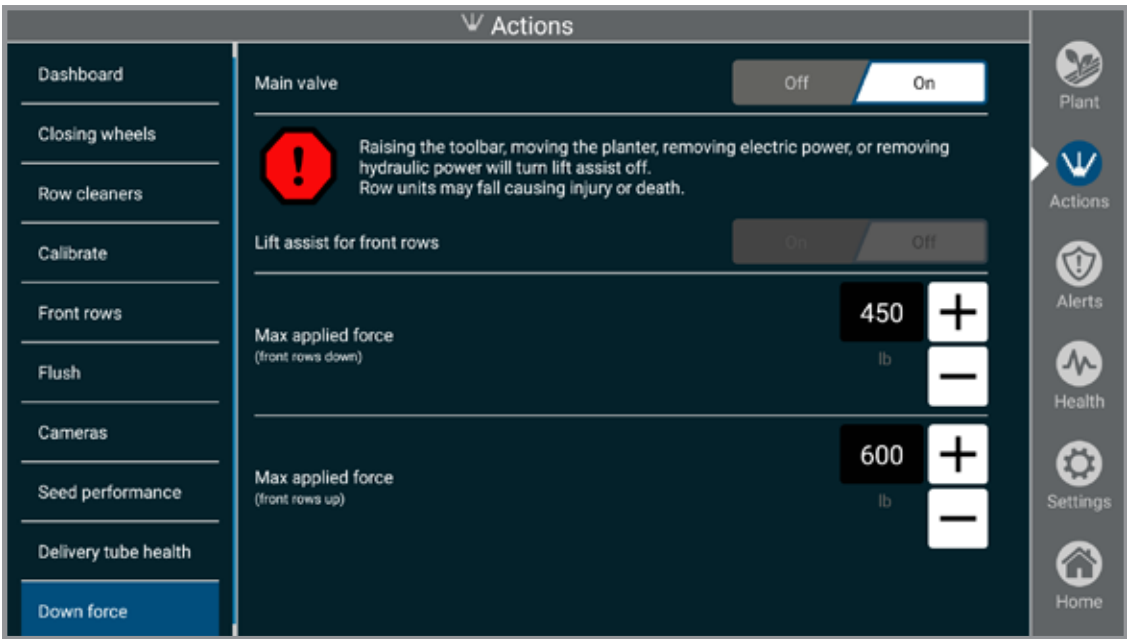 Actions
Dashboard
Closing wheels
Row cleaners
Calibrate
Front rows
Flush
Cameras
Seed performance
Delivery tube health
Down force
Main valve
Off
On
!
Raising the toolbar, moving the planter, removing electric power, or removing
hydraulic power will turn lift assist off.
Row units may fall causing injury or death.
Lift assist for front rows
On
Off
Max applied force
(front rows down)
450
lb
+
−
Max applied force
(front rows up)
600
lb
+
−
Plant
Actions
Alerts
Health
Settings
Home